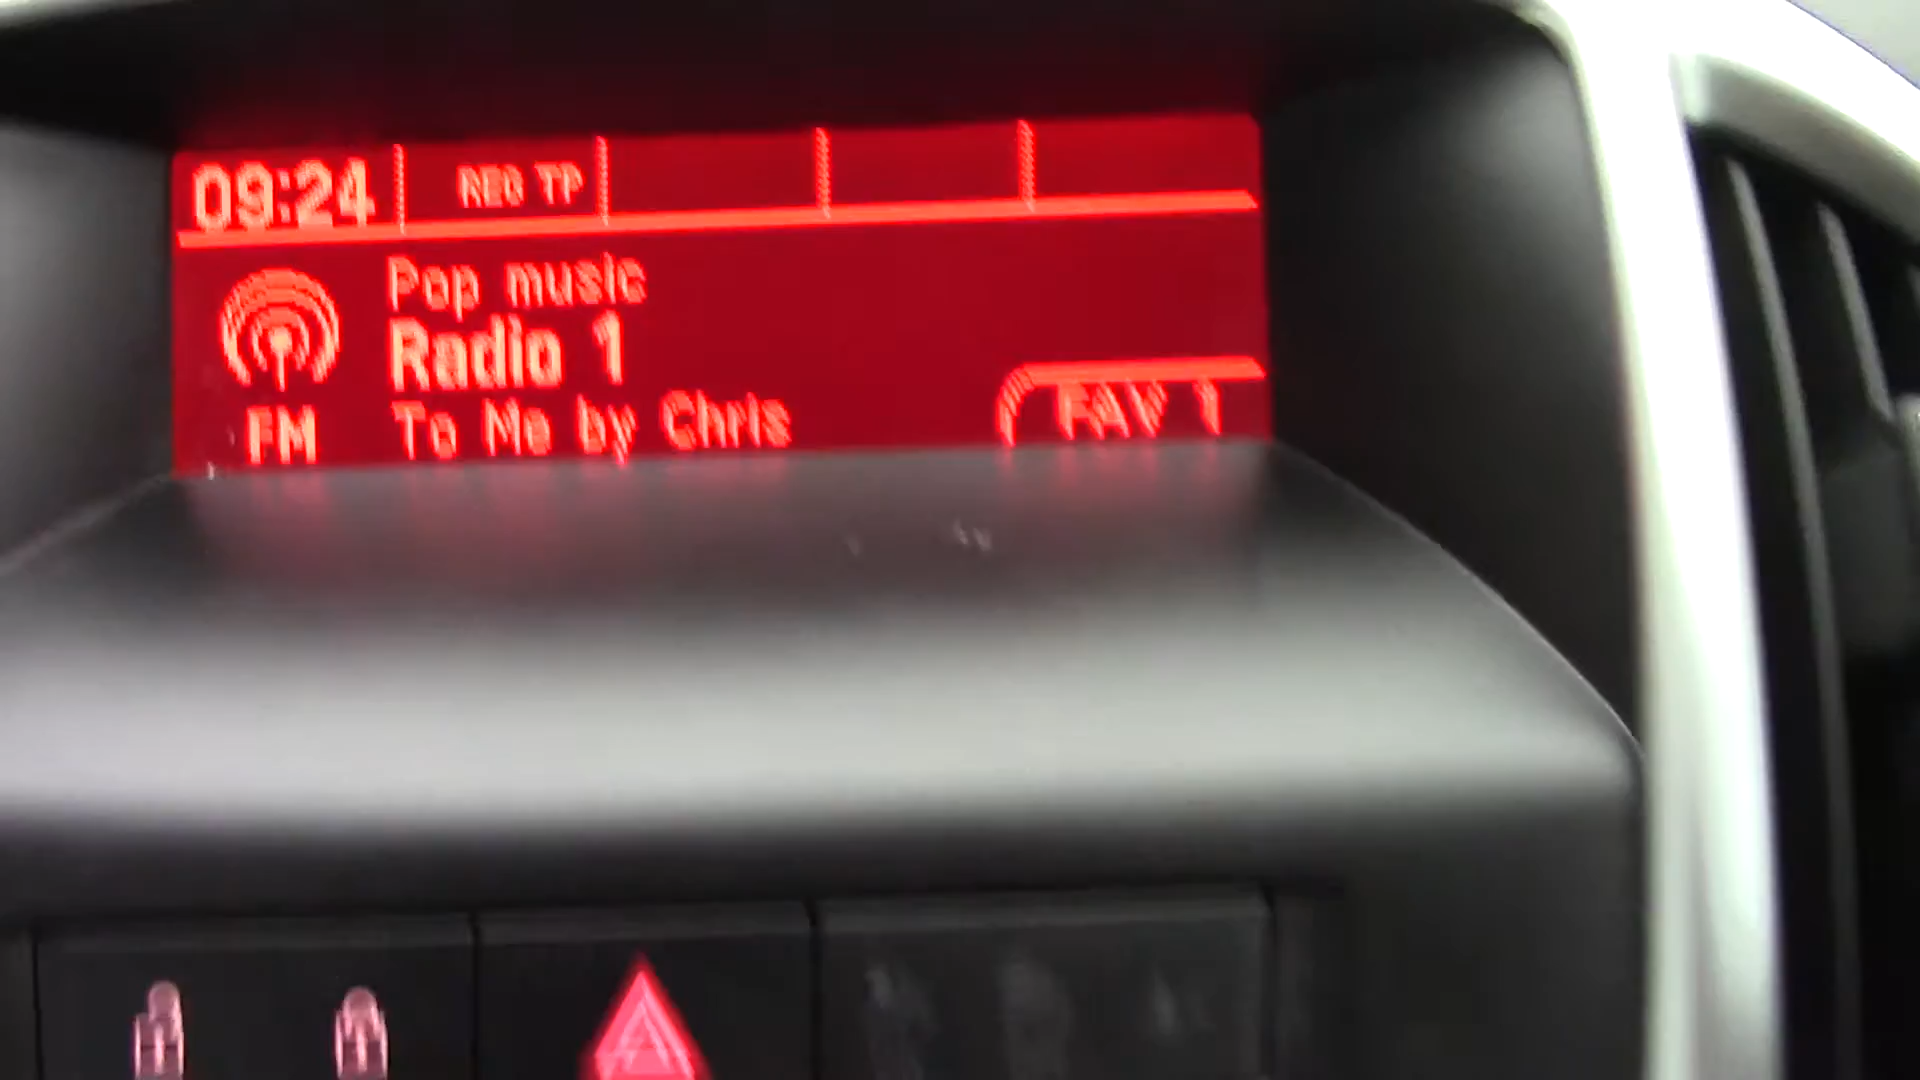 09:24 REG TP
Pop music
Radio 1
FM To Me by Chris FAV 1